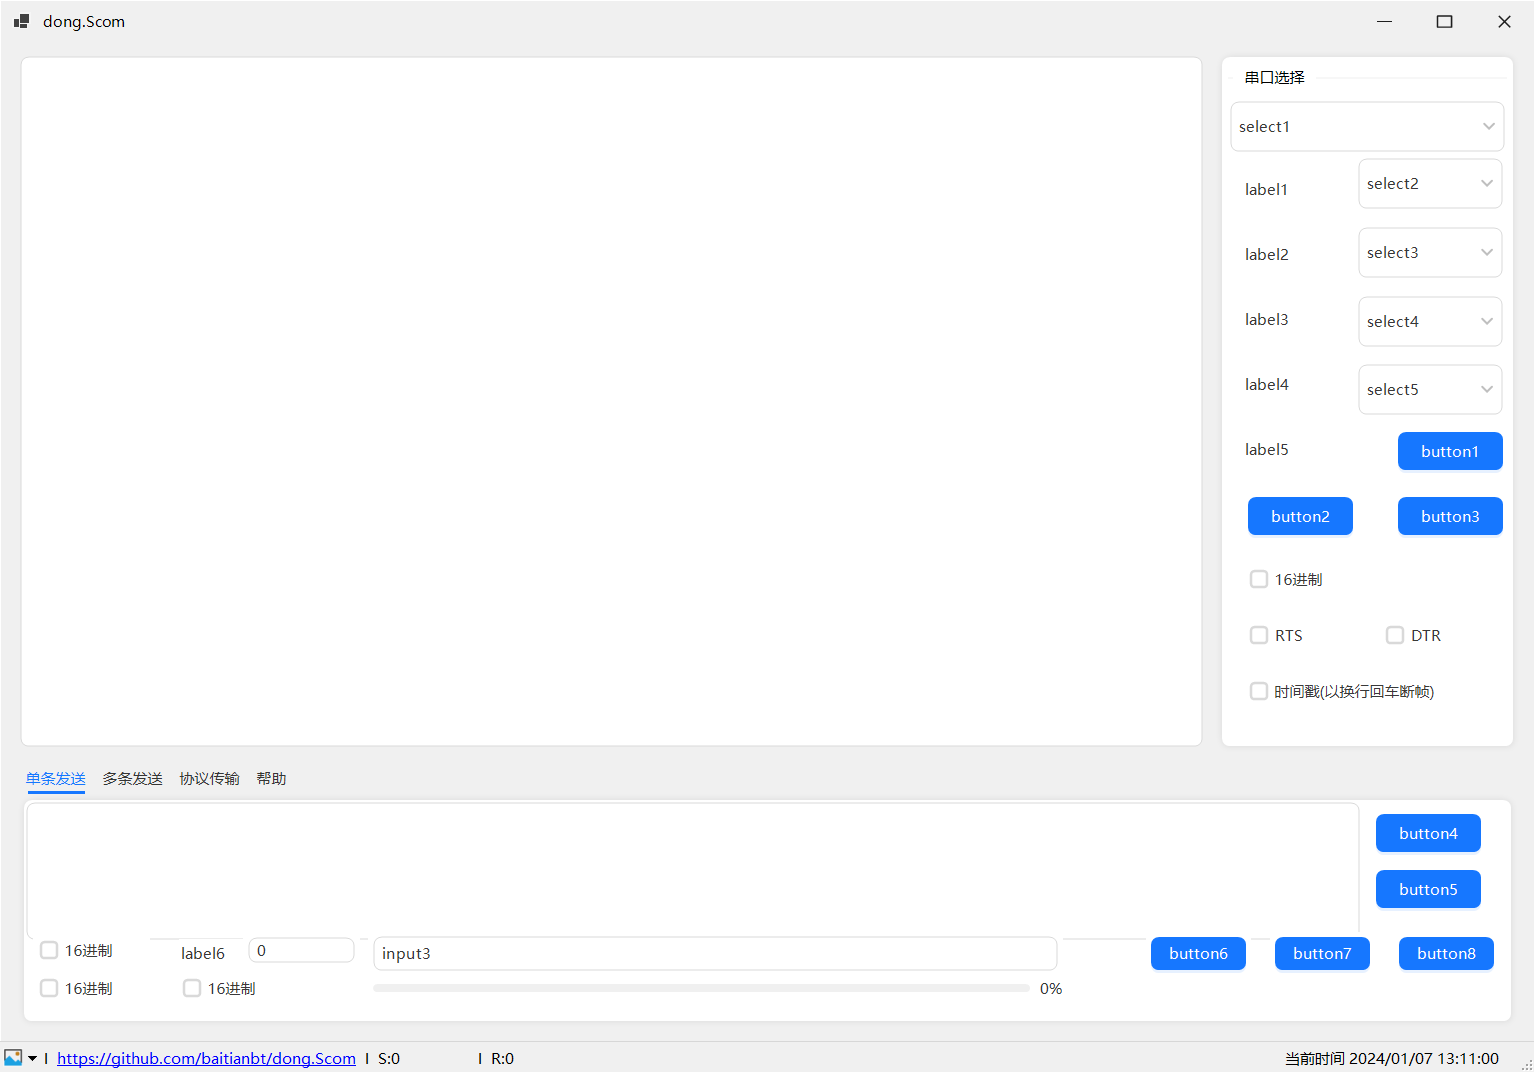 dong.Scom
串口选择
select1
label1
select2
label2
select3
label3
select4
label4
select5
label5
button1
button2
button3
16进制
RTS
DTR
时间戳(以换行回车断帧)
单条发送 多条发送 协议传输 帮助
button4
button5
16进制
label6
0
input3
button6
button7
button8
16进制
16进制
0%
https://github.com/baitianbt/dong.Scom
S:0
R:0
当前时间 2024/01/07 13:11:00